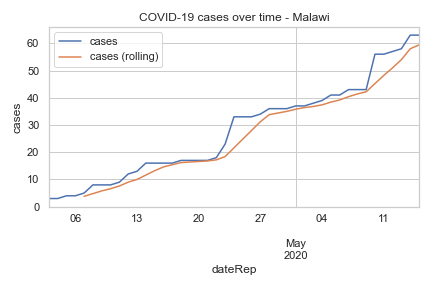 COVID-19 cases over time - Malawi
cases
cases (rolling)
60
50
40
30
20
10
0
cases
06
13
20
27
04
11
May
2020
dateRep